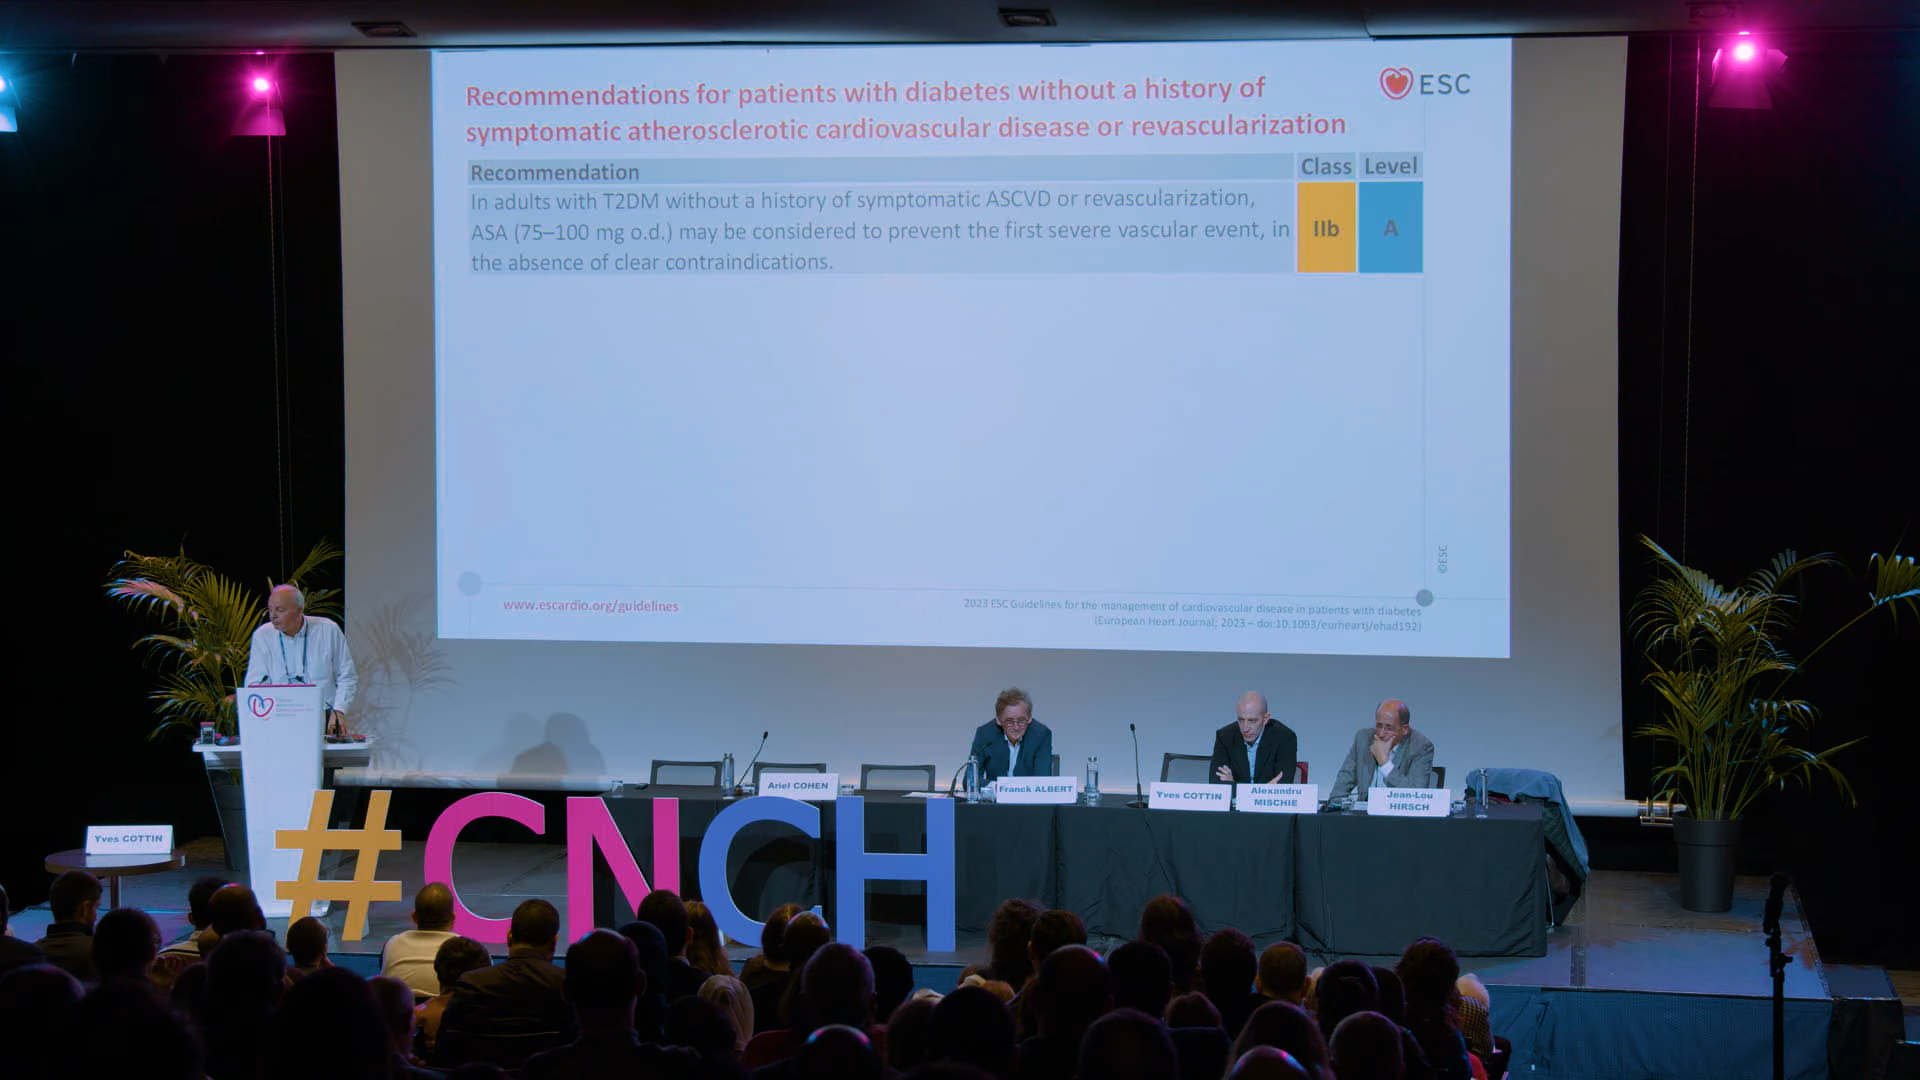 Recommendations for patients with diabetes without a history of
symptomatic atherosclerotic cardiovascular disease or revascularization
ESC
Recommendation
Class
Level
In adults with T2DM without a history of symptomatic ASCVD or revascularization,
ASA (75–100 mg o.d.) may be considered to prevent the first severe vascular event, in
the absence of clear contraindications.
IIb
A
©ESC
www.escardio.org/guidelines
2023 ESC Guidelines for the management of cardiovascular disease in patients with diabetes
(European Heart Journal; 2023 – doi:10.1093/eurheartj/ehad192)
Ariel COHEN
Franck ALBERT
Yves COTTIN
Alexandru
MISCHIE
Jean-Lou
HIRSCH
Yves COTTIN
#CNCH